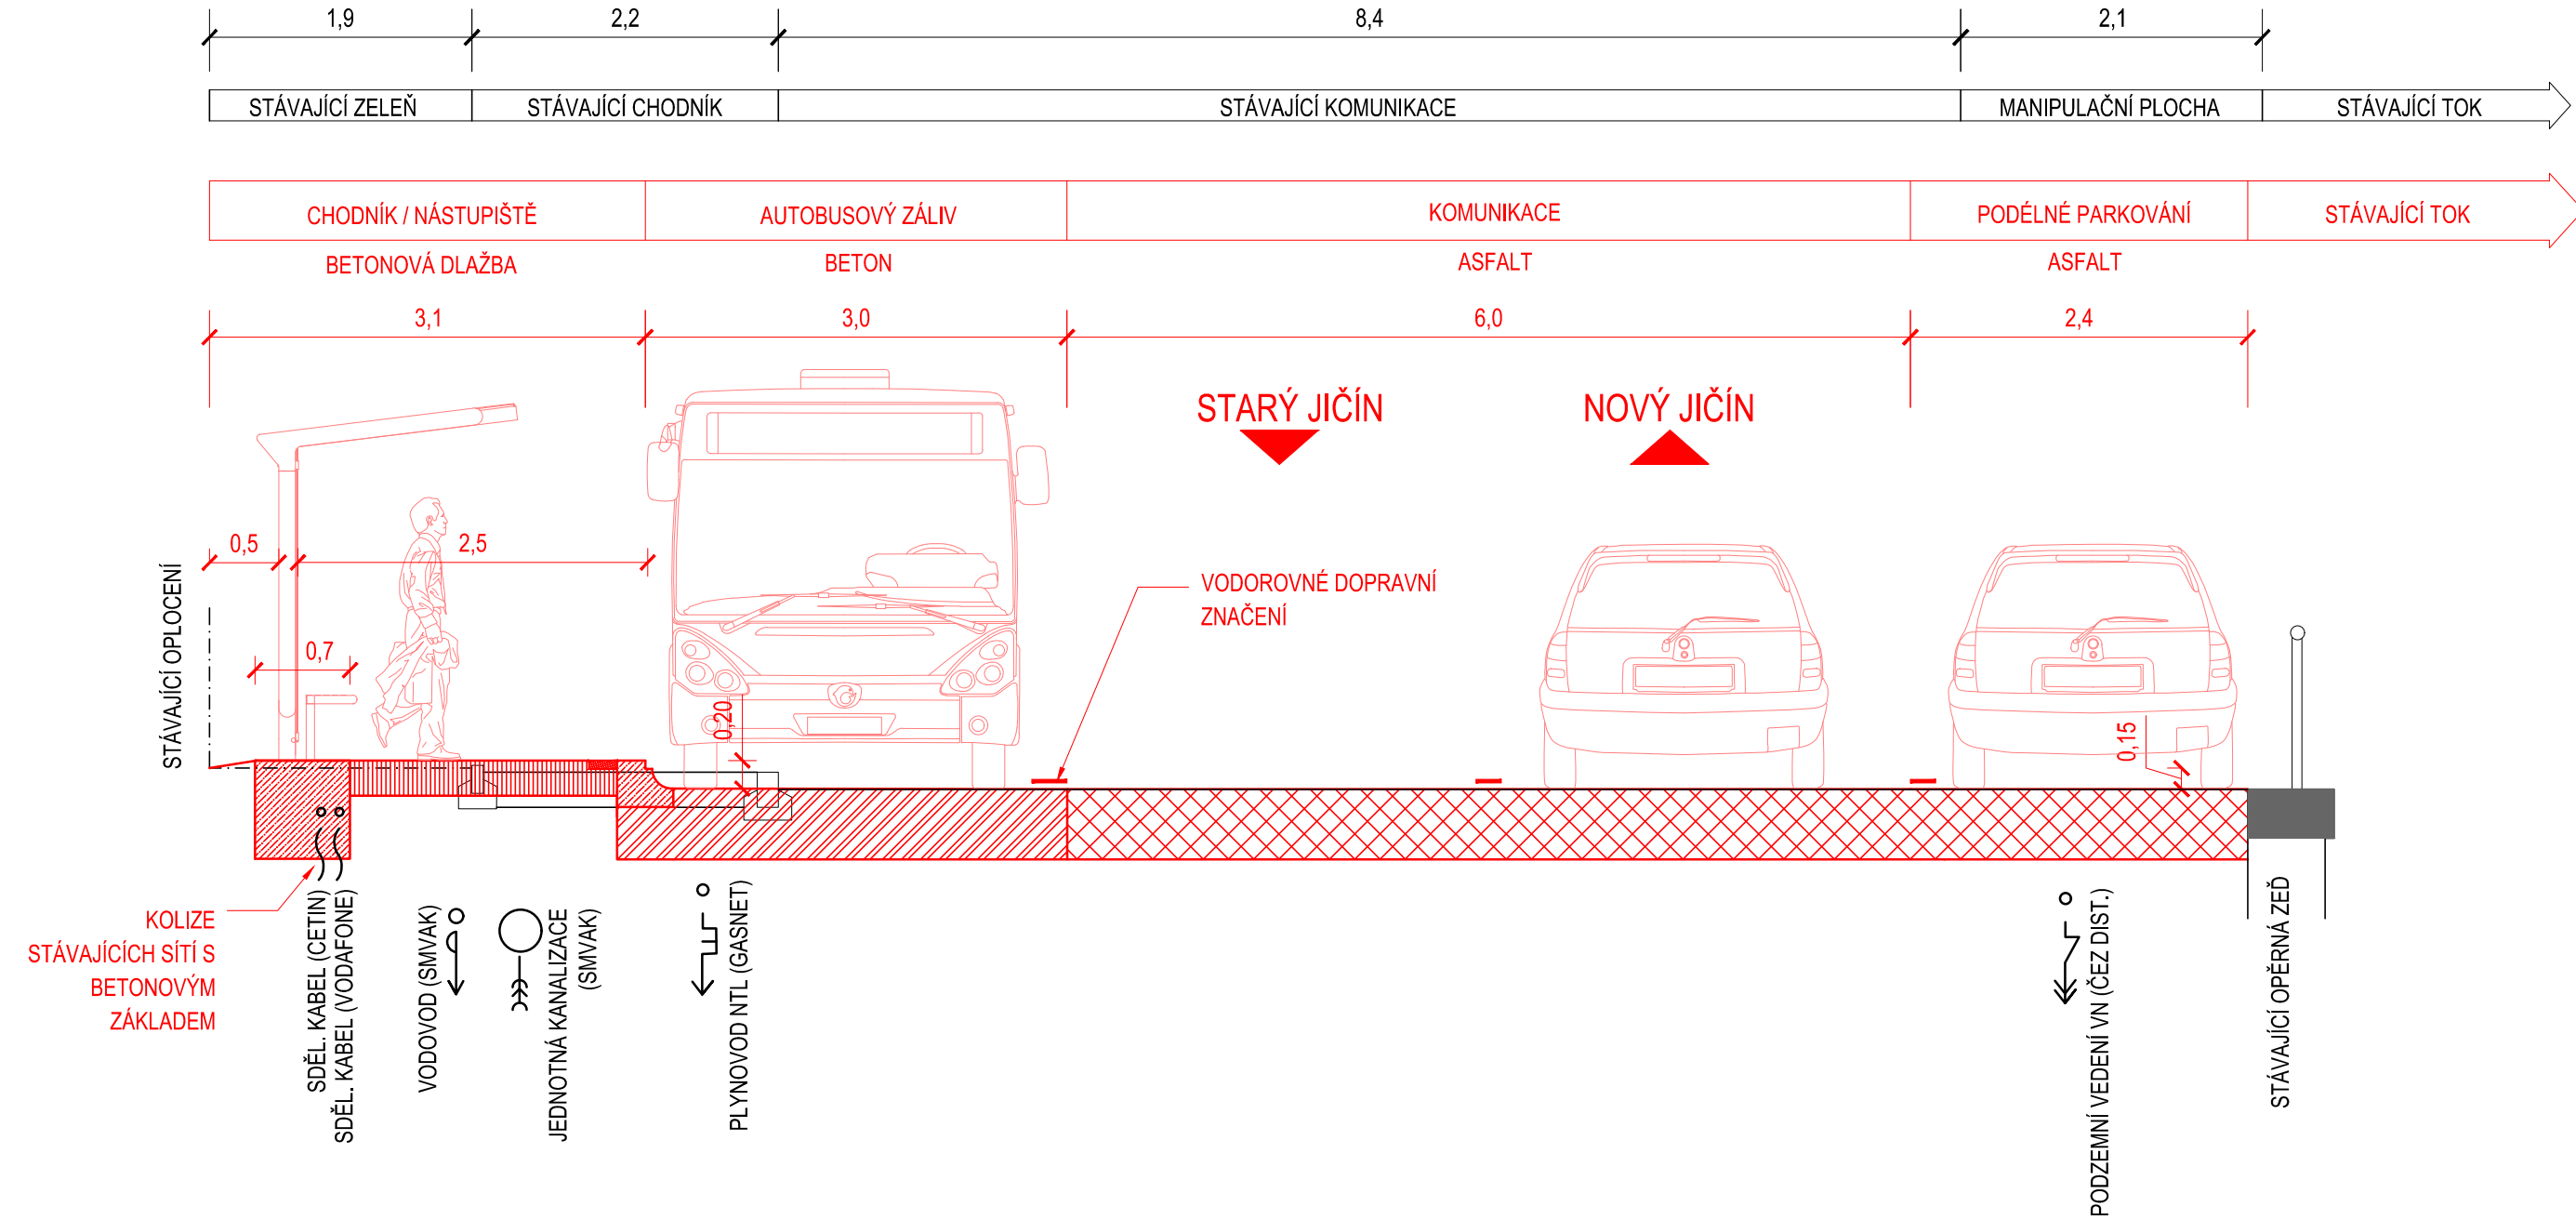 1,9
2,2
8,4
2,1
STÁVAJÍCÍ ZELEŇ
STÁVAJÍCÍ CHODNÍK
STÁVAJÍCÍ KOMUNIKACE
MANIPULAČNÍ PLOCHA
STÁVAJÍCÍ TOK
CHODNÍK / NÁSTUPIŠTĚ
AUTOBUSOVÝ ZÁLIV
KOMUNIKACE
PODÉLNÉ PARKOVÁNÍ
STÁVAJÍCÍ TOK
BETONOVÁ DLAŽBA
BETON
ASFALT
ASFALT
3,1
3,0
6,0
2,4
STARÝ JIČÍN
NOVÝ JIČÍN
0,5
2,5
STÁVAJÍCÍ OPLOCENÍ
VODOROVNÉ DOPRAVNÍ
ZNAČENÍ
0,7
0,20
0,15
KOLIZE
STÁVAJÍCÍCH SÍTÍ S
BETONOVÝM
ZÁKLADEM
SDĚL. KABEL (CETIN)
SDĚL. KABEL (VODAFONE)
VODOVOD (SMVAK)
JEDNOTNÁ KANALIZACE
(SMVAK)
PLYNOVOD NTL (GASNET)
PODZEMNÍ VEDENÍ VN (ČEZ DIST.)
STÁVAJÍCÍ OPĚRNÁ ZEĎ